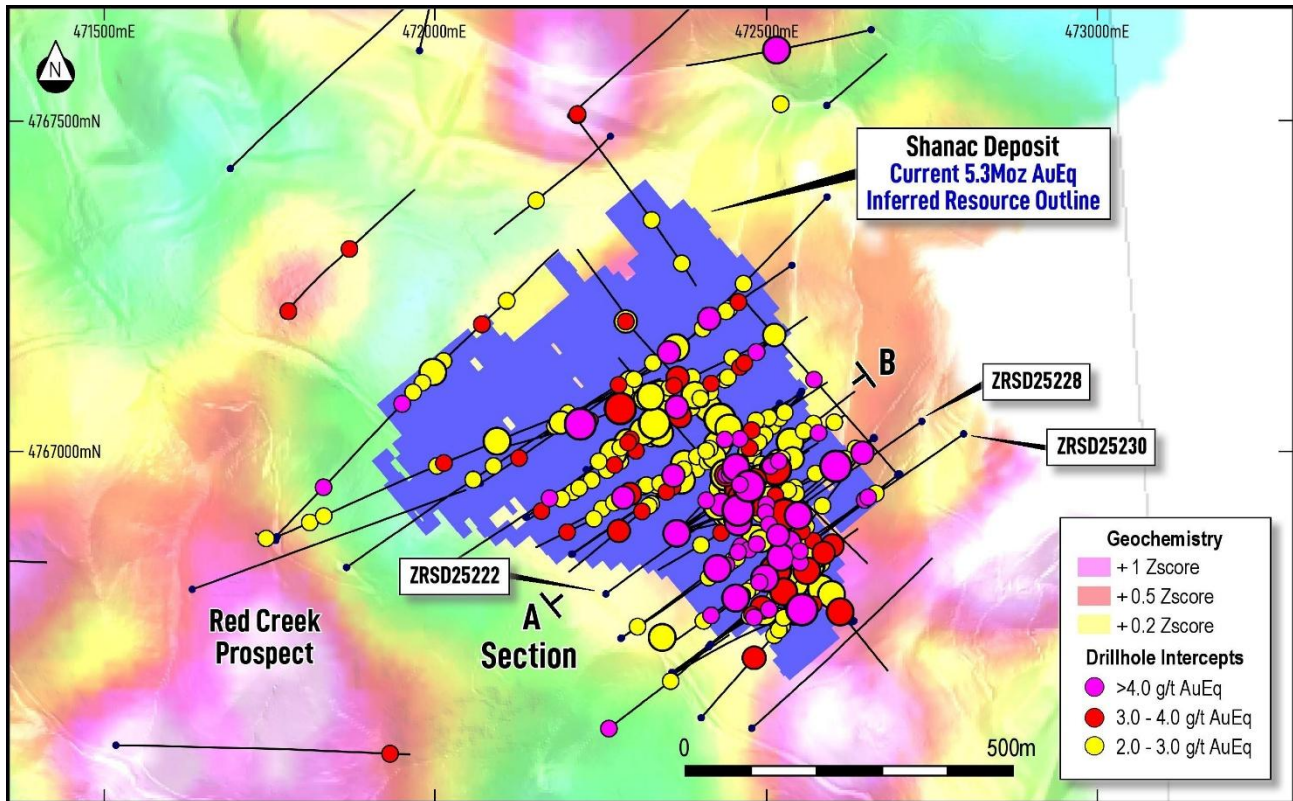 471500mE
472000mE
472500mE
473000mE
N
4767500mN
Shanac Deposit
Current 5.3Moz AuEq
Inferred Resource Outline
B
ZRSD25228
4767000mN
ZRSD25230
ZRSD25222
A
Section
Red Creek
Prospect
Geochemistry
+ 1 Zscore
+ 0.5 Zscore
+ 0.2 Zscore
Drillhole Intercepts
>4.0 g/t AuEq
3.0 - 4.0 g/t AuEq
2.0 - 3.0 g/t AuEq
0
500m